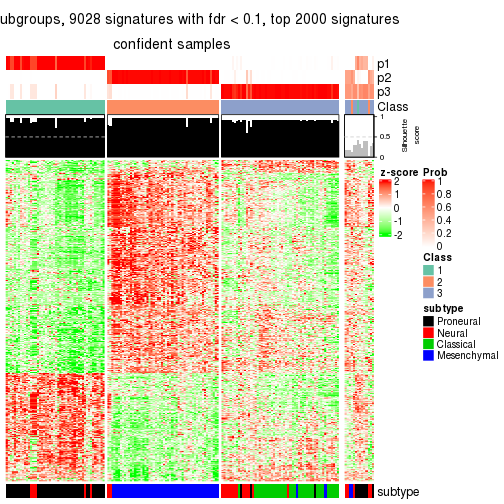 ubgroups, 9028 signatures with fdr < 0.1, top 2000 signatures
confident samples
p1
p2
p3
Class
1
0.5
0
Silhouette
score
z-score
2
1
0
-1
-2
Prob
1
0.8
0.6
0.4
0.2
0
Class
1
2
3
subtype
Proneural
Neural
Classical
Mesenchymal
subtype